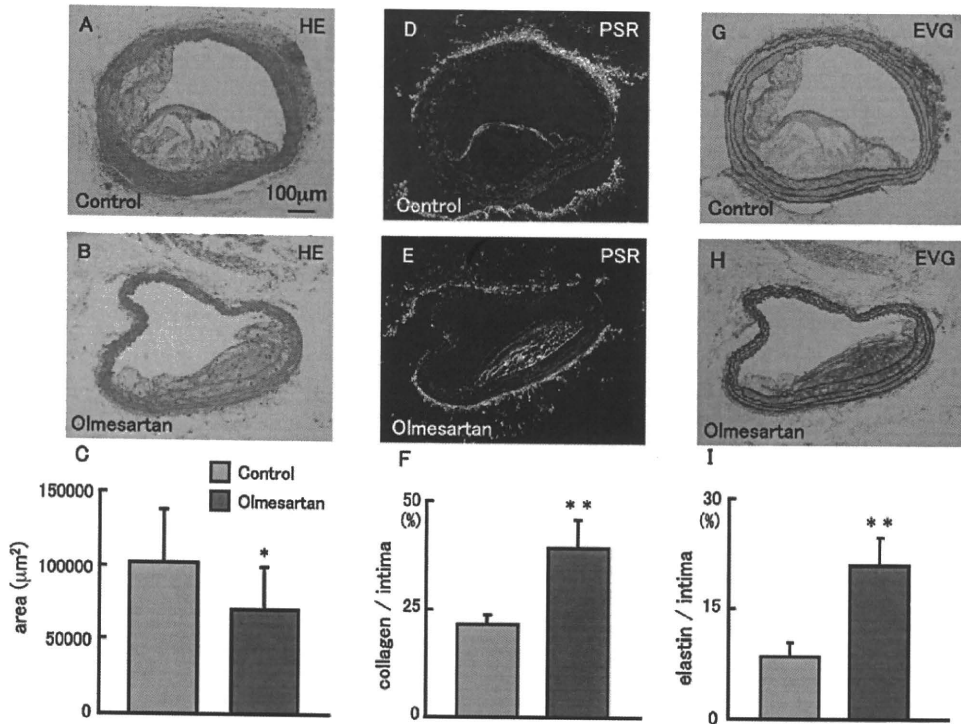 A
HE
Control
100μm
D
PSR
Control
G
EVG
Control
B
HE
Olmesartan
E
PSR
Olmesartan
H
EVG
Olmesartan
C
Control
Olmesartan
150000
100000
50000
0
area (μm²)
*
F
50
(%)
25
0
collagen / intima
**
I
30
(%)
15
0
elastin / intima
**